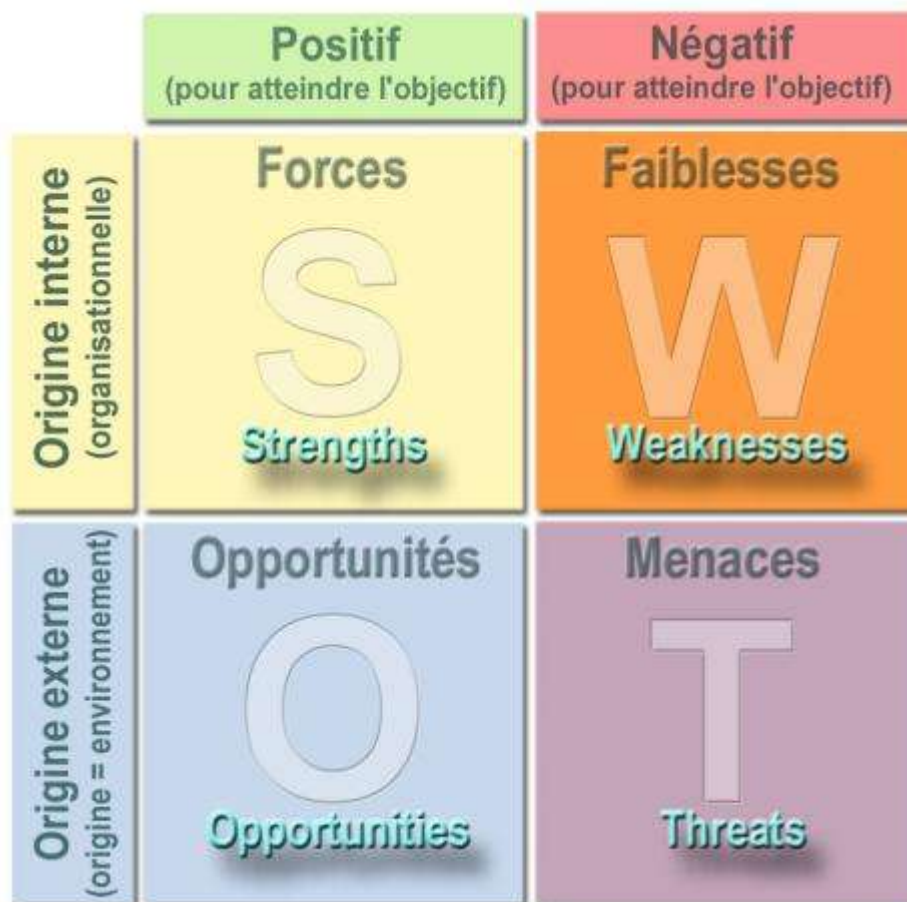 Positif
(pour atteindre l'objectif)
Négatif
(pour atteindre l'objectif)
Origine interne
(organisationnelle)
Forces
S
Strengths
Faiblesses
W
Weaknesses
Origine externe
(origine = environnement)
Opportunités
O
Opportunities
Menaces
T
Threats